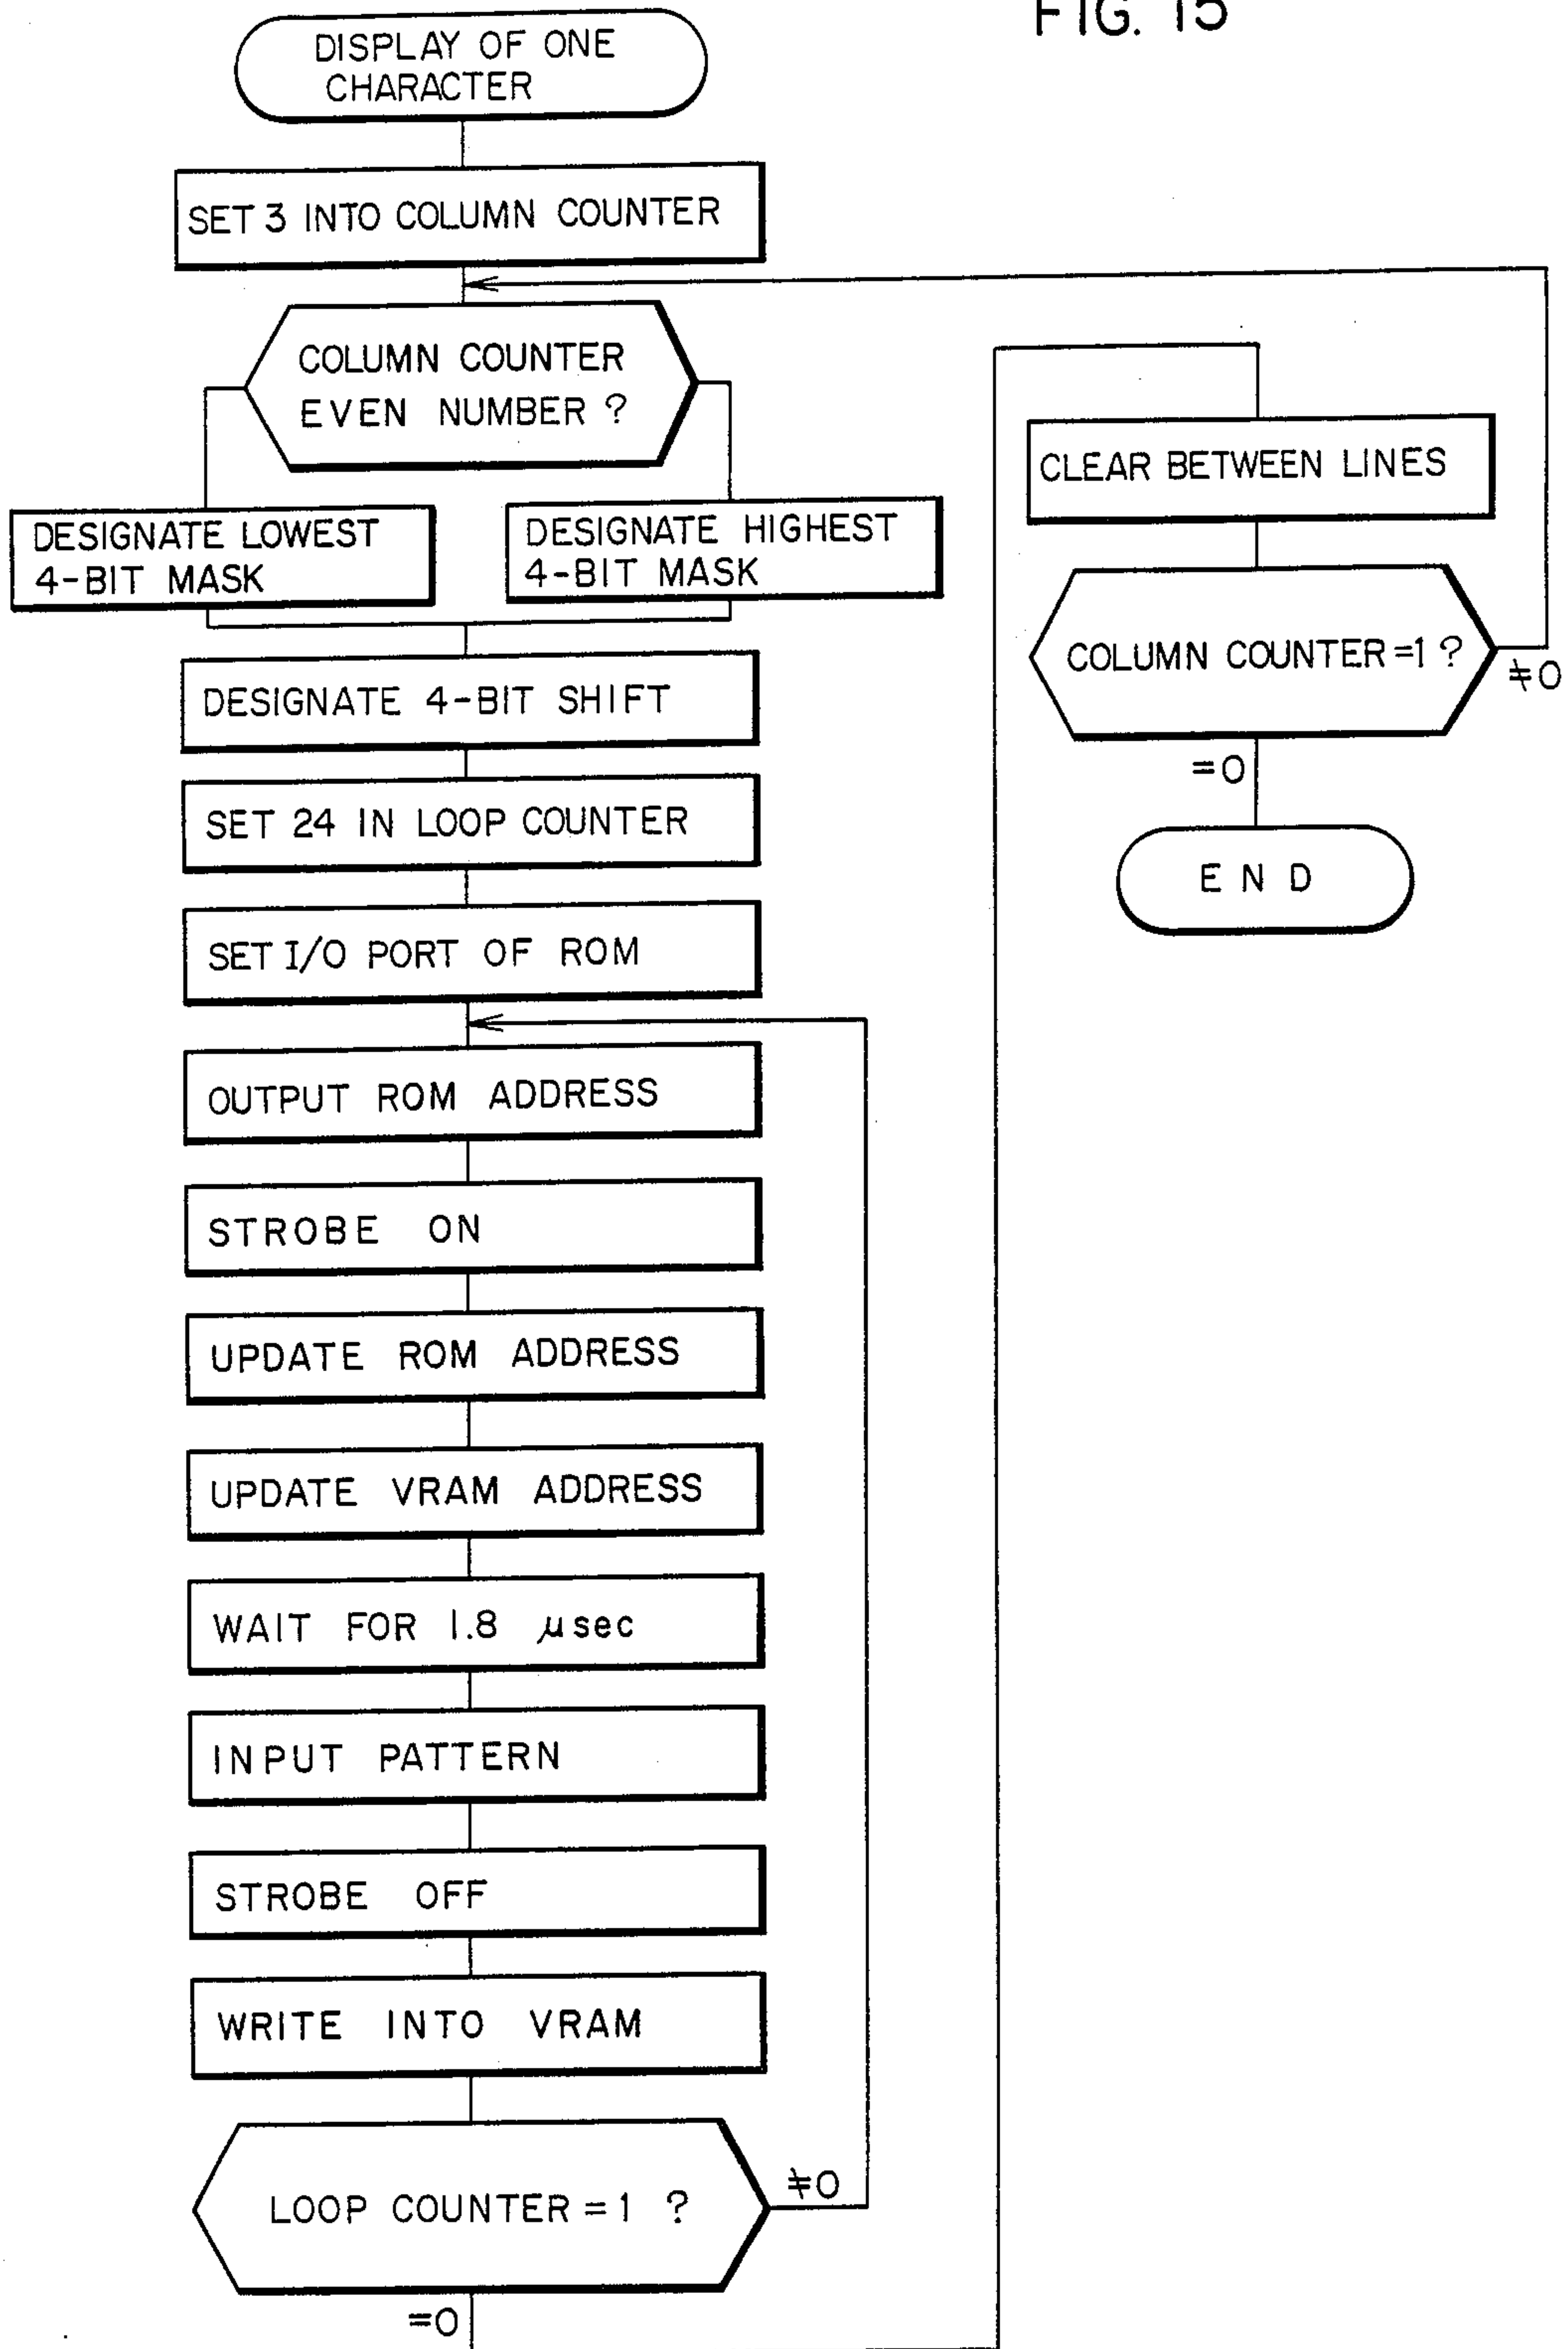 FIG. 15
DISPLAY OF ONE
CHARACTER
SET 3 INTO COLUMN COUNTER
COLUMN COUNTER
EVEN NUMBER ?
DESIGNATE LOWEST
4-BIT MASK
DESIGNATE HIGHEST
4-BIT MASK
DESIGNATE 4-BIT SHIFT
SET 24 IN LOOP COUNTER
SET I/O PORT OF ROM
OUTPUT ROM ADDRESS
STROBE ON
UPDATE ROM ADDRESS
UPDATE VRAM ADDRESS
WAIT FOR 1.8 μsec
INPUT PATTERN
STROBE OFF
WRITE INTO VRAM
LOOP COUNTER = 1 ?
≠0
=0
CLEAR BETWEEN LINES
COLUMN COUNTER =1 ?
≠0
=0
END